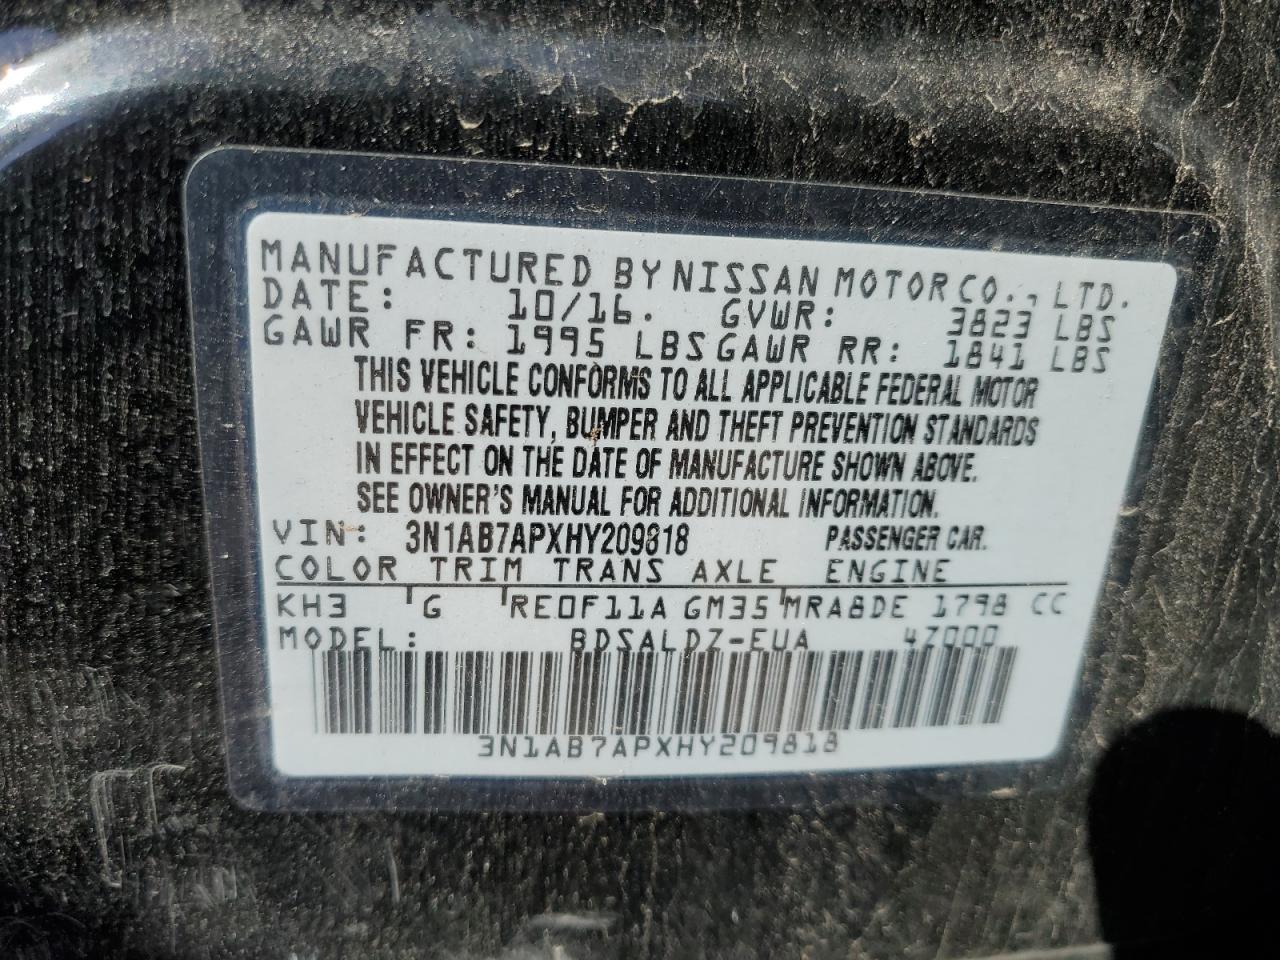 MANUFACTURED BY NISSAN MOTOR CO., LTD.
DATE: 10/16. GVWR: 3823 LBS
GAWR FR: 1995 LBS GAWR RR: 1841 LBS
THIS VEHICLE CONFORMS TO ALL APPLICABLE FEDERAL MOTOR
VEHICLE SAFETY, BUMPER AND THEFT PREVENTION STANDARDS
IN EFFECT ON THE DATE OF MANUFACTURE SHOWN ABOVE.
SEE OWNER'S MANUAL FOR ADDITIONAL INFORMATION.
VIN: 3N1AB7APXHY209818 PASSENGER CAR.
COLOR TRIM TRANS AXLE ENGINE
KH3 G RE0F11A GM35 MRA8DE 1798 CC
MODEL: BDSALDZ-EUA 4Z000
3N1AB7APXHY209818